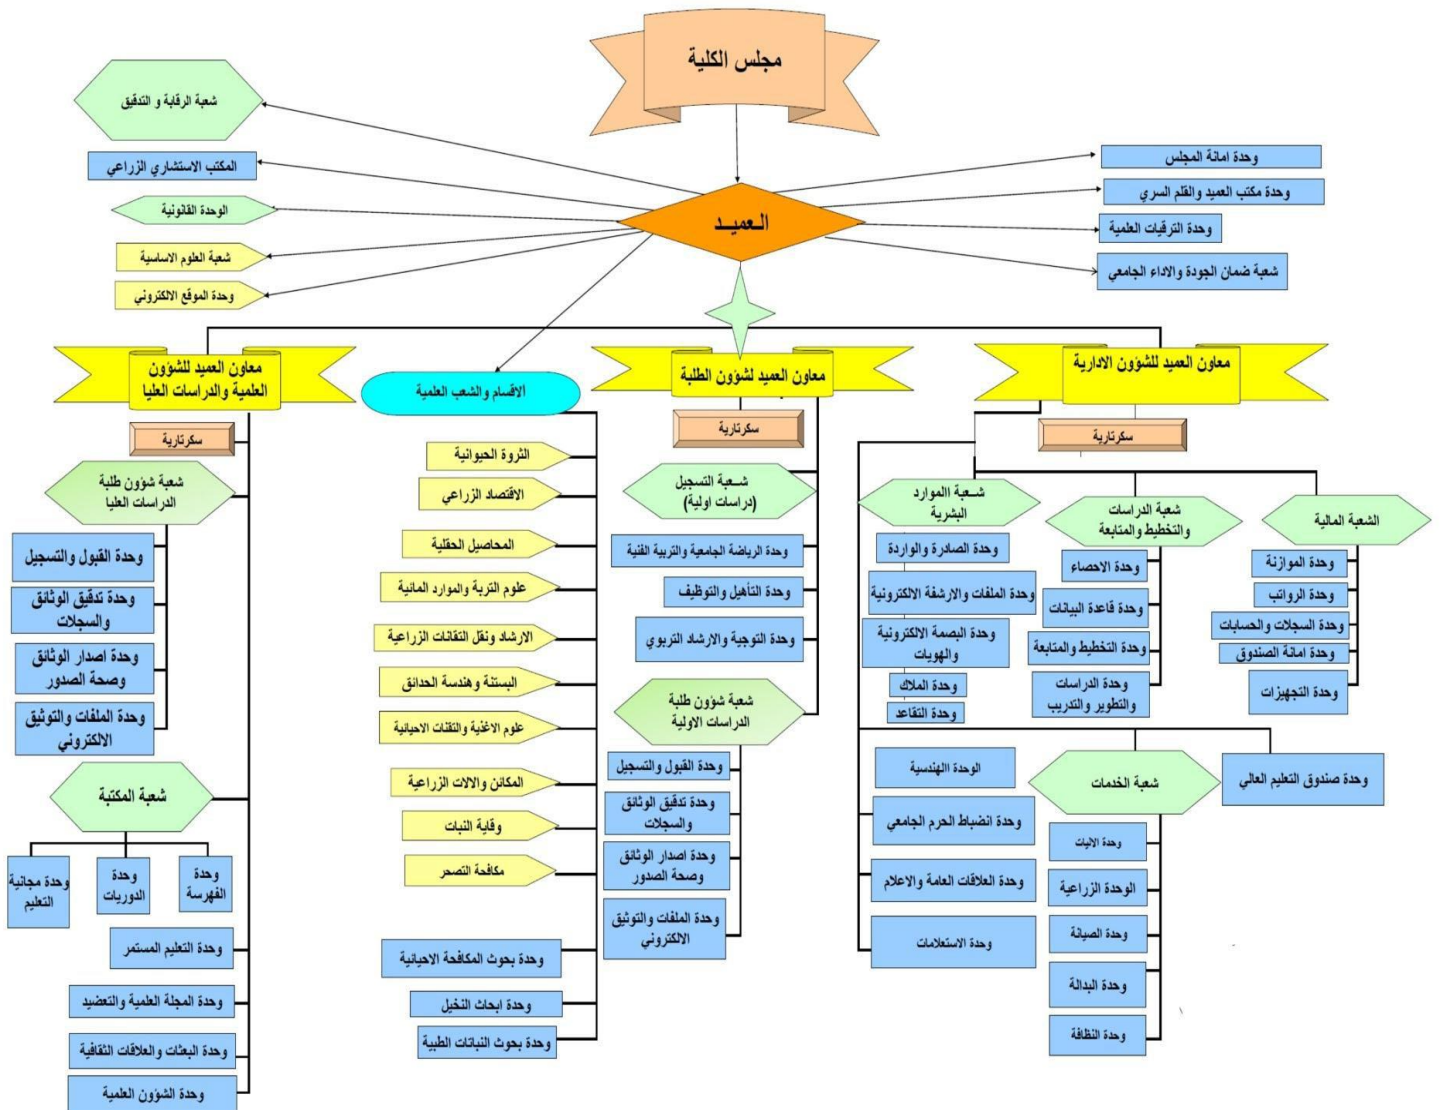 مجلس الكلية
العميــد
شعبة الرقابة و التدقيق
المكتب الاستشاري الزراعي
الوحدة القانونية
شعبة العلوم الاساسية
وحدة الموقع الالكتروني
وحدة امانة المجلس
وحدة مكتب العميد والقلم السري
وحدة الترقيات العلمية
شعبة ضمان الجودة والاداء الجامعي
معاون العميد للشؤون الادارية
سكرتارية
الشعبة المالية
وحدة الموازنة
وحدة الرواتب
وحدة السجلات والحسابات
وحدة امانة الصندوق
وحدة التجهيزات
شعبة الدراسات
والتخطيط والمتابعة
وحدة الاحصاء
وحدة قاعدة البيانات
وحدة التخطيط والمتابعة
وحدة الدراسات
والتطوير والتدريب
شــعبة االموارد
البشرية
وحدة الصادرة والواردة
وحدة الملفات والارشفة الالكترونية
وحدة البصمة الالكترونية
والهويات
وحدة الملاك
وحدة التقاعد
وحدة صندوق التعليم العالي
شعبة الخدمات
وحدة الاليات
الوحدة الزراعية
وحدة الصيانة
وحدة البدالة
وحدة النظافة
الوحدة االهندسية
وحدة انضباط الحرم الجامعي
وحدة العلاقات العامة والاعلام
وحدة الاستعلامات
معاون العميد لشؤون الطلبة
سكرتارية
شــعبة التسجيل
(دراسات اولية)
وحدة الرياضة الجامعية والتربية الفنية
وحدة التأهيل والتوظيف
وحدة التوجية والارشاد التربوي
شعبة شؤون طلبة
الدراسات الاولية
وحدة القبول والتسجيل
وحدة تدقيق الوثائق
والسجلات
وحدة اصدار الوثائق
وصحة الصدور
وحدة الملفات والتوثيق
الالكتروني
الاقسام والشعب العلمية
الثروة الحيوانية
الاقتصاد الزراعي
المحاصيل الحقلية
علوم التربة والموارد المائية
الارشاد ونقل التقانات الزراعية
البستنة وهندسة الحدائق
علوم الاغذية والتقنات الاحيائية
المكائن والالات الزراعية
وقاية النبات
مكافحة التصحر
وحدة بحوث المكافحة الاحيائية
وحدة ابحاث النخيل
وحدة بحوث النباتات الطبية
معاون العميد للشؤون
العلمية والدراسات العليا
سكرتارية
شعبة شؤون طلبة
الدراسات العليا
وحدة القبول والتسجيل
وحدة تدقيق الوثائق
والسجلات
وحدة اصدار الوثائق
وصحة الصدور
وحدة الملفات والتوثيق
الالكتروني
شعبة المكتبة
وحدة
الفهرسة
وحدة
الدوريات
وحدة مجانية
التعليم
وحدة التعليم المستمر
وحدة المجلة العلمية والتعضيد
وحدة البعثات والعلاقات الثقافية
وحدة الشؤون العلمية